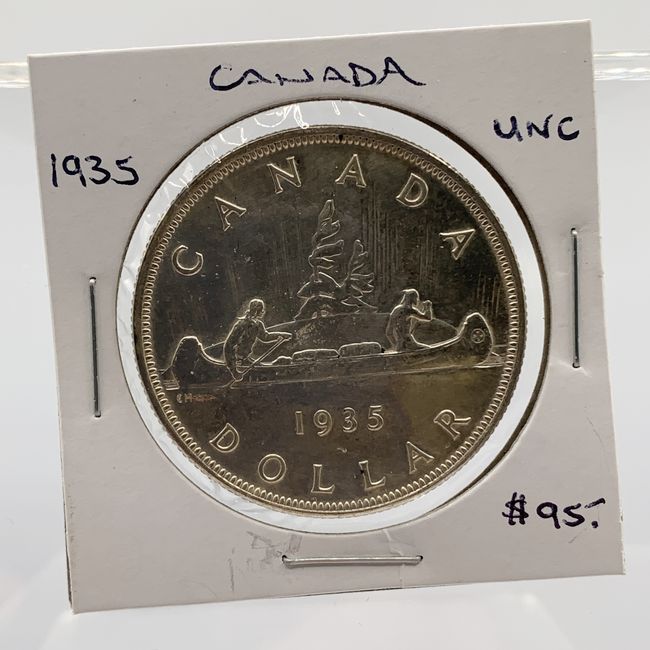 CANADA
1935
UNC
CANADA
1935
DOLLAR
$95.-